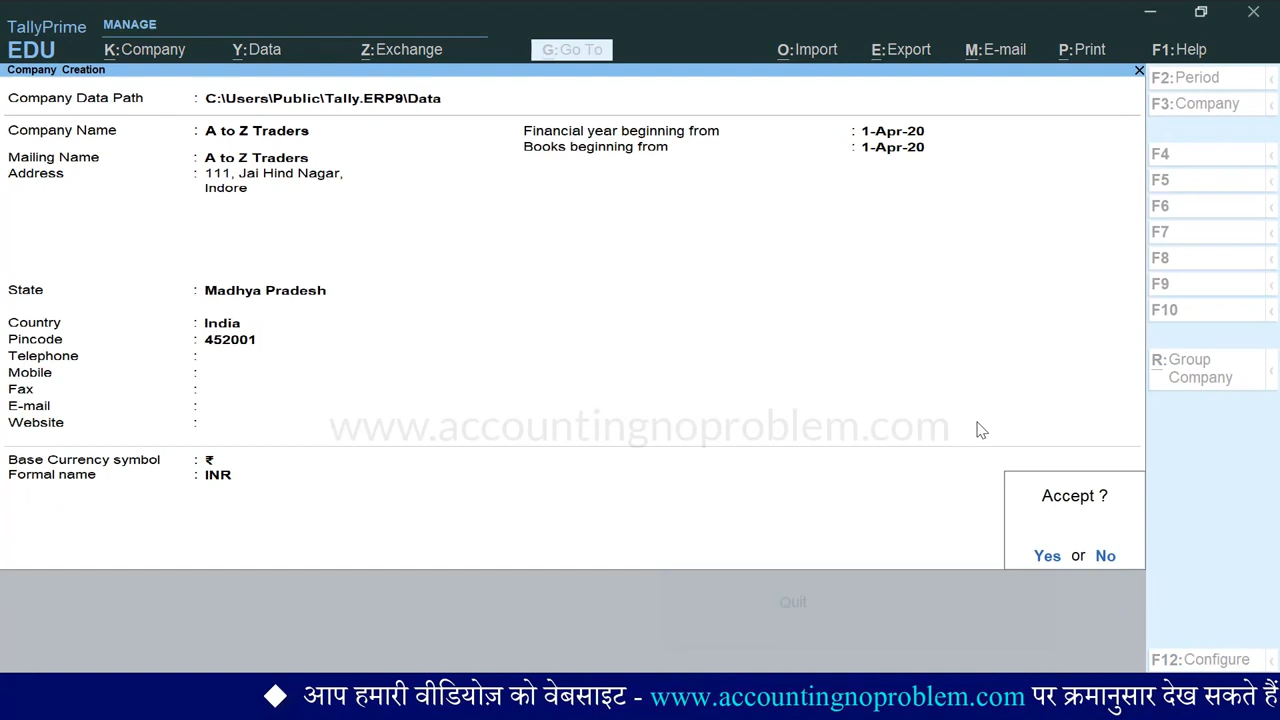 TallyPrime MANAGE
EDU K:Company Y:Data Z:Exchange G:Go To O:Import E:Export M:E-mail P:Print F1:Help
Company Creation
Company Data Path : C:\Users\Public\Tally.ERP9\Data
Company Name : A to Z Traders Financial year beginning from : 1-Apr-20
Books beginning from : 1-Apr-20
Mailing Name : A to Z Traders
Address : 111, Jai Hind Nagar,
Indore
State : Madhya Pradesh
Country : India
Pincode : 452001
Telephone :
Mobile :
Fax :
E-mail :
Website :
www.accountingnoproblem.com
Base Currency symbol : ₹
Formal name : INR
Accept ?
Yes or No
Quit
F2:Period
F3:Company
F4
F5
F6
F7
F8
F9
F10
R:Group
Company
F12:Configure
◆ आप हमारी वीडियोज़ को वेबसाइट - www.accountingnoproblem.com पर क्रमानुसार देख सकते हैं